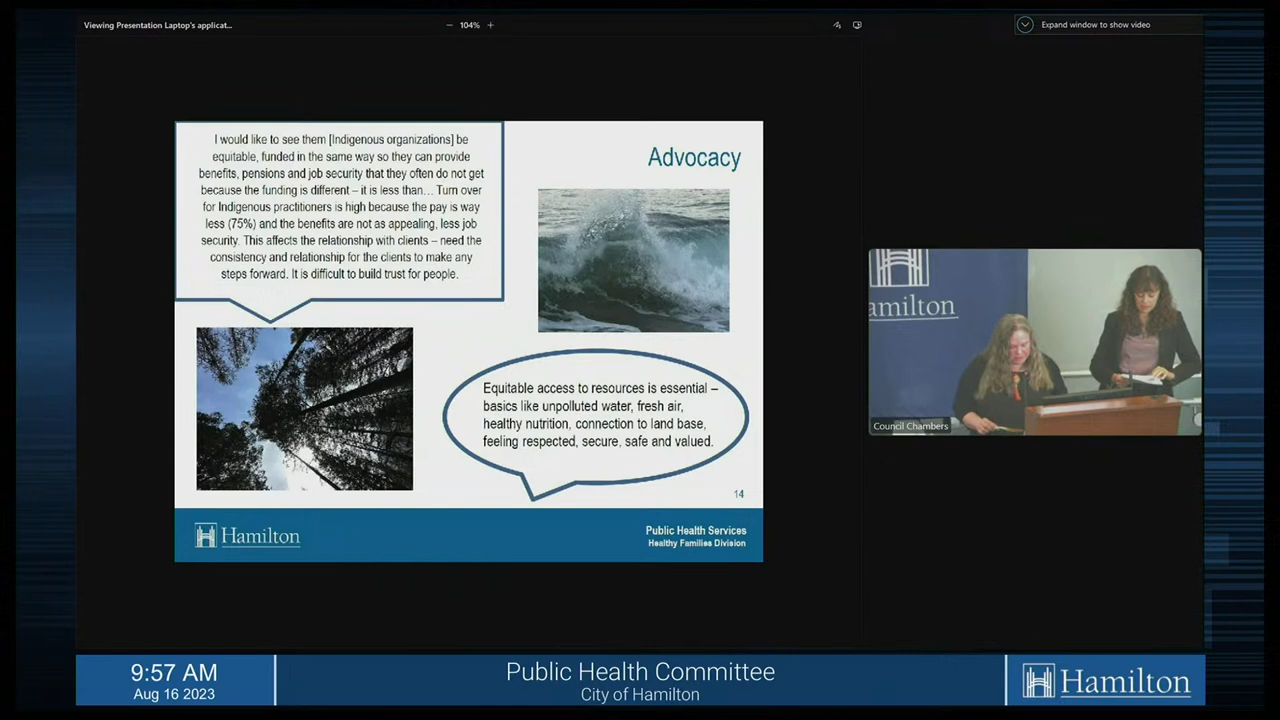 Viewing Presentation Laptop's applicat...
104%
Expand window to show video
I would like to see them [Indigenous organizations] be
equitable, funded in the same way so they can provide
benefits, pensions and job security that they often do not get
because the funding is different – it is less than... Turn over
for Indigenous practitioners is high because the pay is way
less (75%) and the benefits are not as appealing, less job
security. This affects the relationship with clients – need the
consistency and relationship for the clients to make any
steps forward. It is difficult to build trust for people.
Advocacy
Equitable access to resources is essential –
basics like unpolluted water, fresh air,
healthy nutrition, connection to land base,
feeling respected, secure, safe and valued.
14
Hamilton
Public Health Services
Healthy Families Division
amilton
Council Chambers
9:57 AM
Aug 16 2023
Public Health Committee
City of Hamilton
Hamilton